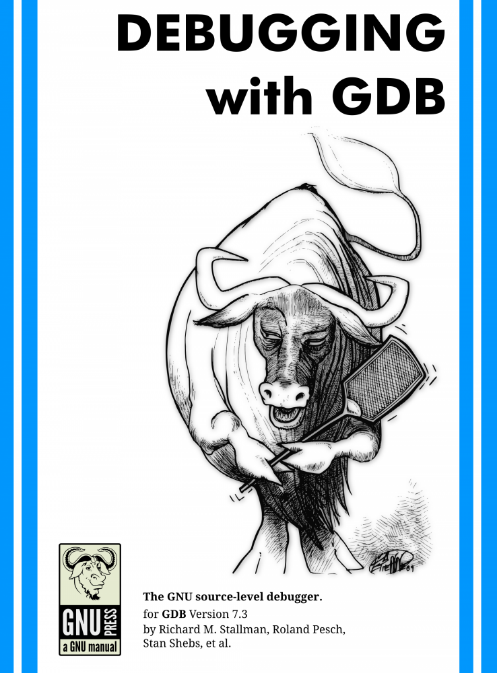 DEBUGGING
with GDB
The GNU source-level debugger.
for GDB Version 7.3
by Richard M. Stallman, Roland Pesch,
Stan Shebs, et al.
GNU
PRESS
a GNU manual